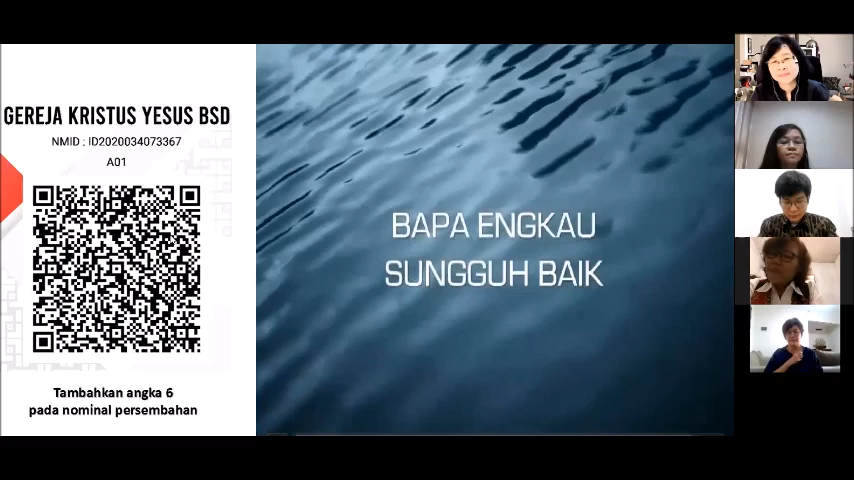 GEREJA KRISTUS YESUS BSD
NMID : ID2020034073367
A01
Tambahkan angka 6
pada nominal persembahan
BAPA ENGKAU
SUNGGUH BAIK